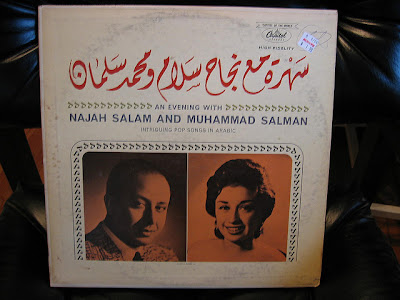 Capitol
HIGH FIDELITY
سهرة مع نجاح سلام ومحمد سلمان
AN EVENING WITH
NAJAH SALAM AND MUHAMMAD SALMAN
INTRIGUING POP SONGS IN ARABIC